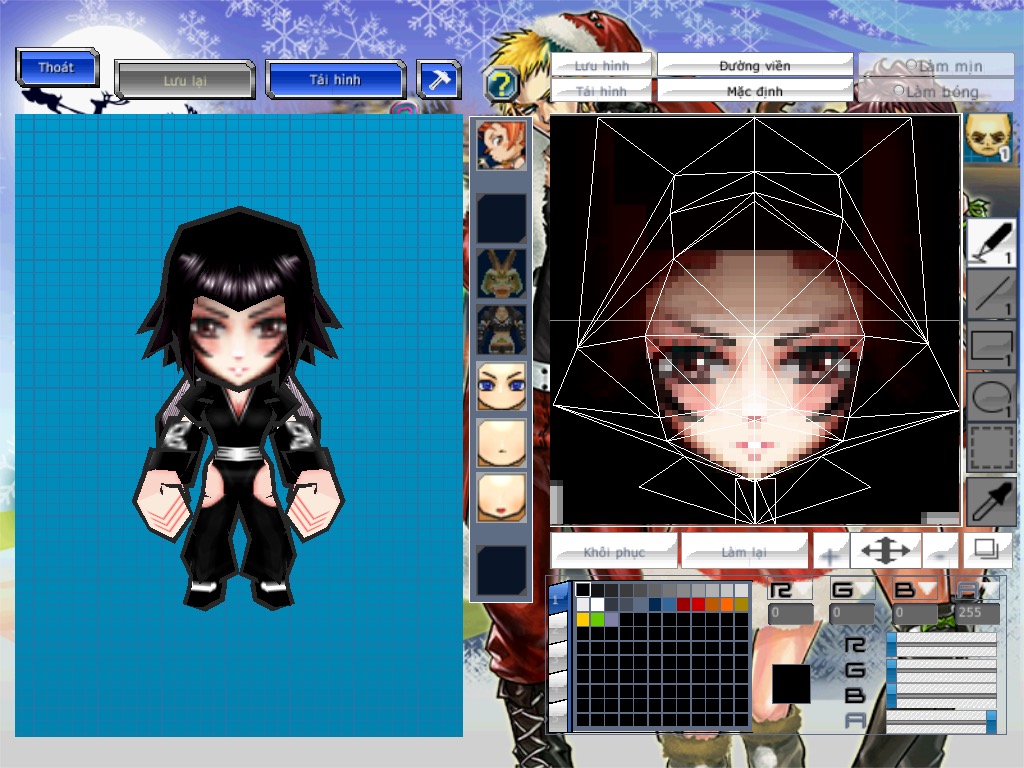 Thoát
Lưu lại
Tải hình
?
Lưu hình
Đường viền
Làm mịn
Tải hình
Mặc định
Làm bóng
1
1
1
1
1
Khôi phục
Làm lại
+
-
1
R
G
B
A
0
0
0
255
R
G
B
A